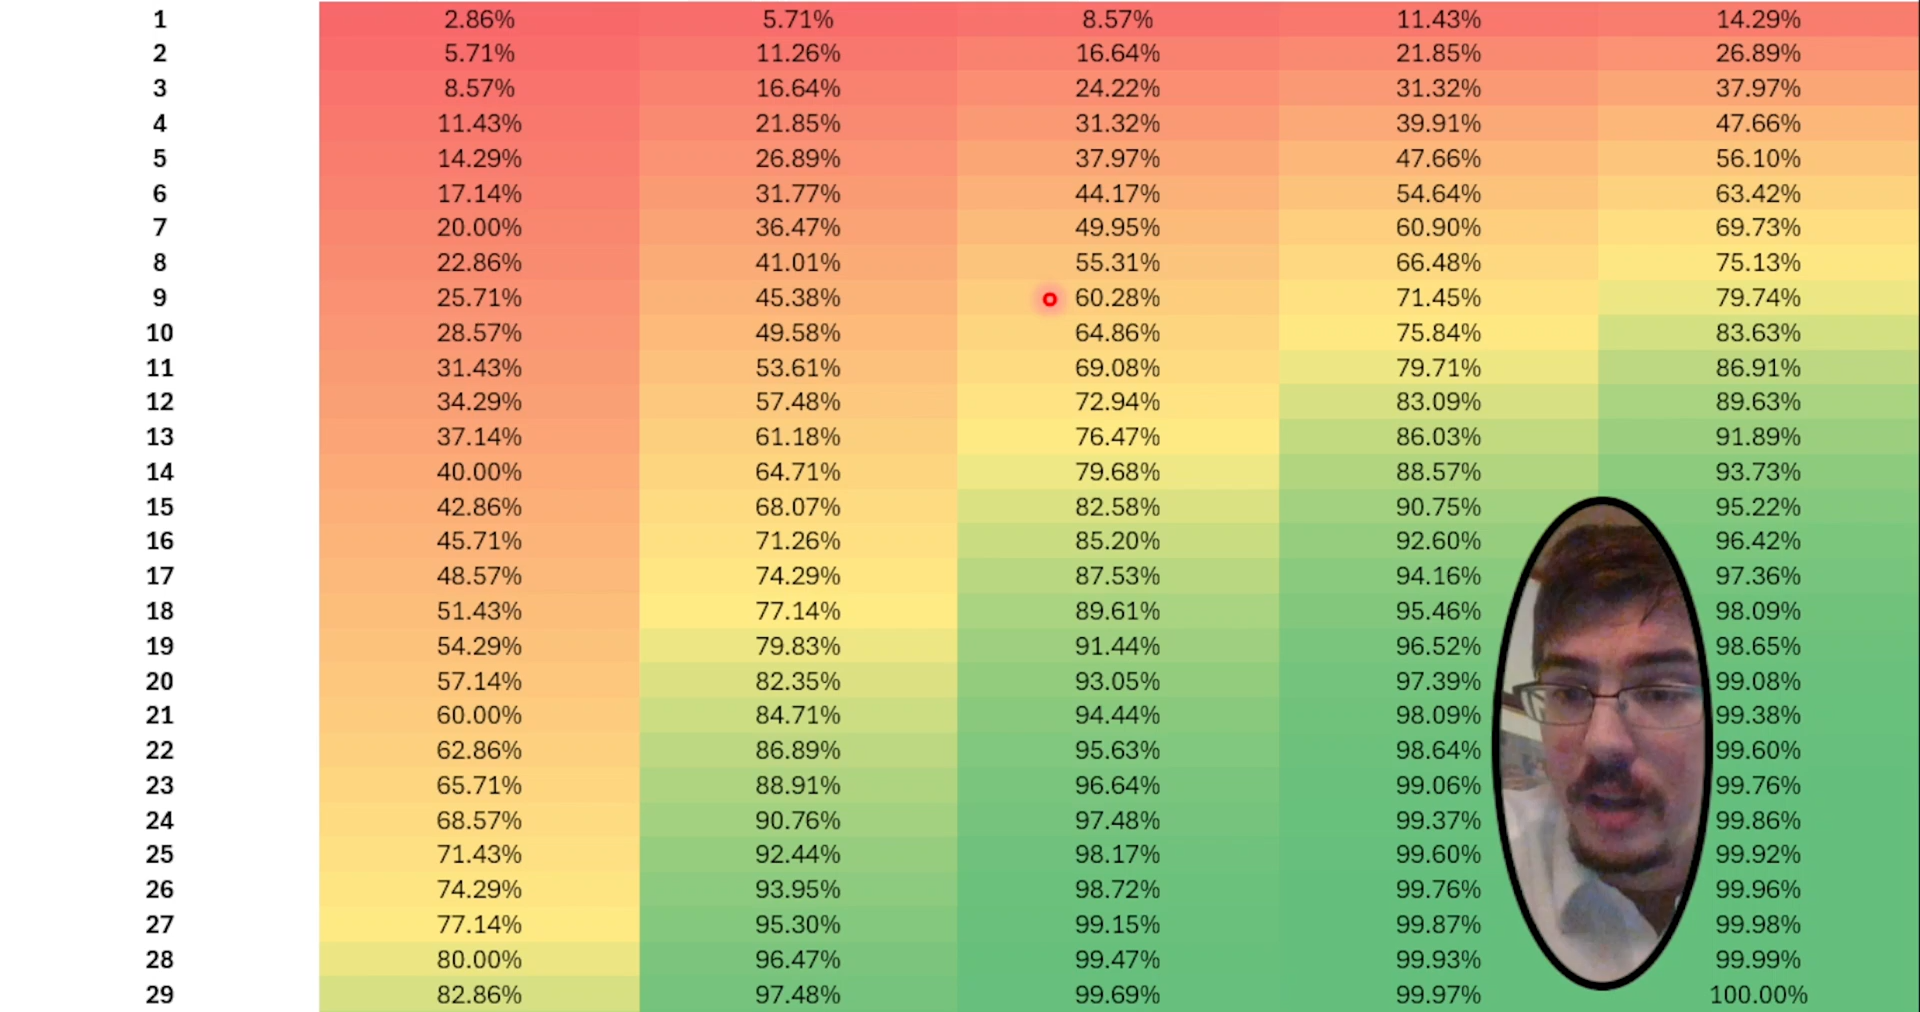 1 2.86% 5.71% 8.57% 11.43% 14.29%
2 5.71% 11.26% 16.64% 21.85% 26.89%
3 8.57% 16.64% 24.22% 31.32% 37.97%
4 11.43% 21.85% 31.32% 39.91% 47.66%
5 14.29% 26.89% 37.97% 47.66% 56.10%
6 17.14% 31.77% 44.17% 54.64% 63.42%
7 20.00% 36.47% 49.95% 60.90% 69.73%
8 22.86% 41.01% 55.31% 66.48% 75.13%
9 25.71% 45.38% 60.28% 71.45% 79.74%
10 28.57% 49.58% 64.86% 75.84% 83.63%
11 31.43% 53.61% 69.08% 79.71% 86.91%
12 34.29% 57.48% 72.94% 83.09% 89.63%
13 37.14% 61.18% 76.47% 86.03% 91.89%
14 40.00% 64.71% 79.68% 88.57% 93.73%
15 42.86% 68.07% 82.58% 90.75% 95.22%
16 45.71% 71.26% 85.20% 92.60% 96.42%
17 48.57% 74.29% 87.53% 94.16% 97.36%
18 51.43% 77.14% 89.61% 95.46% 98.09%
19 54.29% 79.83% 91.44% 96.52% 98.65%
20 57.14% 82.35% 93.05% 97.39% 99.08%
21 60.00% 84.71% 94.44% 98.09% 99.38%
22 62.86% 86.89% 95.63% 98.64% 99.60%
23 65.71% 88.91% 96.64% 99.06% 99.76%
24 68.57% 90.76% 97.48% 99.37% 99.86%
25 71.43% 92.44% 98.17% 99.60% 99.92%
26 74.29% 93.95% 98.72% 99.76% 99.96%
27 77.14% 95.30% 99.15% 99.87% 99.98%
28 80.00% 96.47% 99.47% 99.93% 99.99%
29 82.86% 97.48% 99.69% 99.97% 100.00%